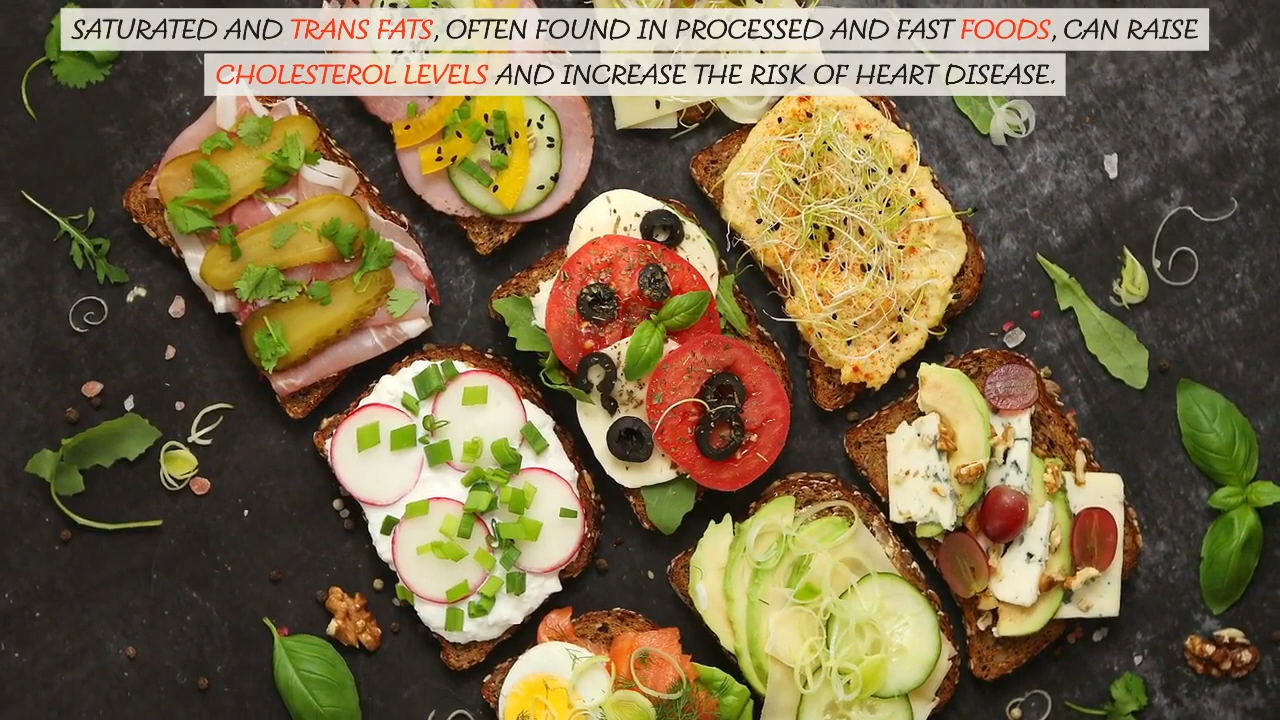 SATURATED AND TRANS FATS, OFTEN FOUND IN PROCESSED AND FAST FOODS, CAN RAISE
CHOLESTEROL LEVELS AND INCREASE THE RISK OF HEART DISEASE.